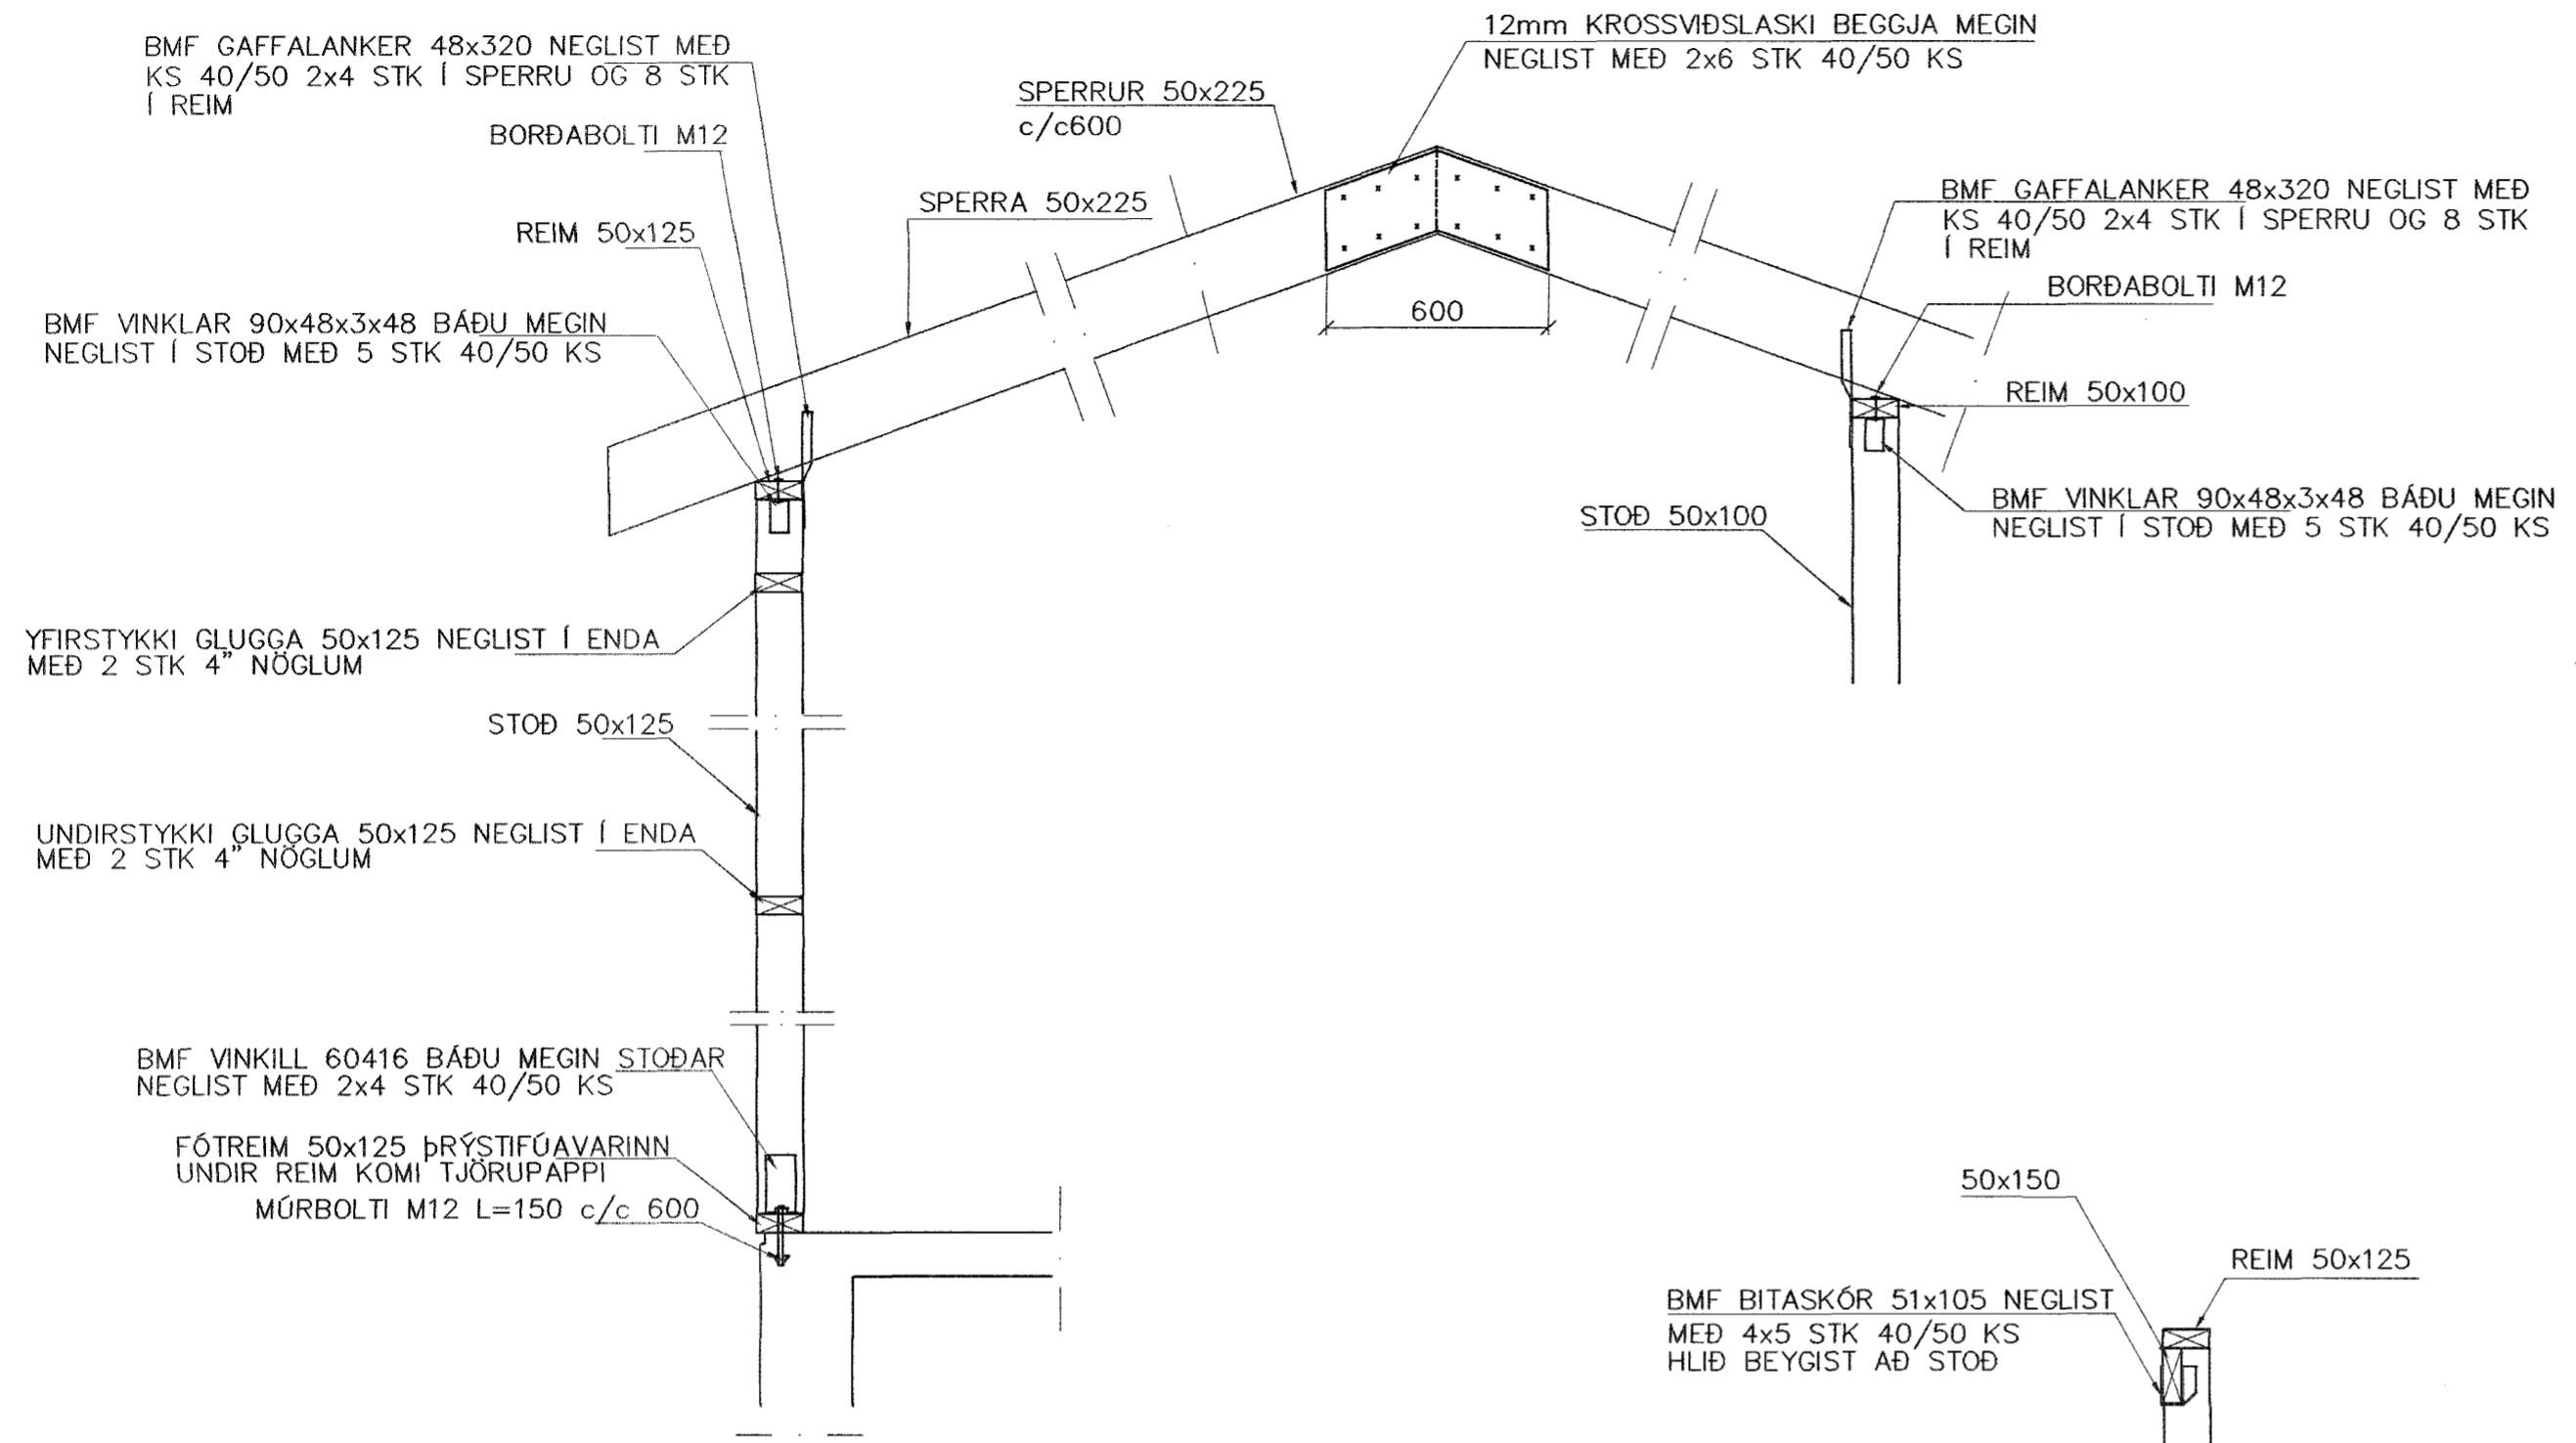 BMF GAFFALANKER 48x320 NEGLIST MEÐ
KS 40/50 2x4 STK Í SPERRU OG 8 STK
Í REIM
BORÐABOLTI M12
REIM 50x125
BMF VINKLAR 90x48x3x48 BÁÐU MEGIN
NEGLIST Í STOÐ MEÐ 5 STK 40/50 KS
SPERRA 50x225
SPERRUR 50x225
c/c600
12mm KROSSVIÐSLASKI BEGGJA MEGIN
NEGLIST MEÐ 2x6 STK 40/50 KS
600
BMF GAFFALANKER 48x320 NEGLIST MEÐ
KS 40/50 2x4 STK Í SPERRU OG 8 STK
Í REIM
BORÐABOLTI M12
REIM 50x100
BMF VINKLAR 90x48x3x48 BÁÐU MEGIN
NEGLIST Í STOÐ MEÐ 5 STK 40/50 KS
STOÐ 50x100
YFIRSTYKKI GLUGGA 50x125 NEGLIST Í ENDA
MEÐ 2 STK 4" NÖGLUM
STOÐ 50x125
UNDIRSTYKKI GLUGGA 50x125 NEGLIST Í ENDA
MEÐ 2 STK 4" NÖGLUM
BMF VINKILL 60416 BÁÐU MEGIN STOÐAR
NEGLIST MEÐ 2x4 STK 40/50 KS
FÓTREIM 50x125 ÞRÝSTIFÚAVARINN
UNDIR REIM KOMI TJÖRUPAPPI
MÚRBOLTI M12 L=150 c/c 600
50x150
REIM 50x125
BMF BITASKÓR 51x105 NEGLIST
MEÐ 4x5 STK 40/50 KS
HLIÐ BEYGIST AÐ STOÐ